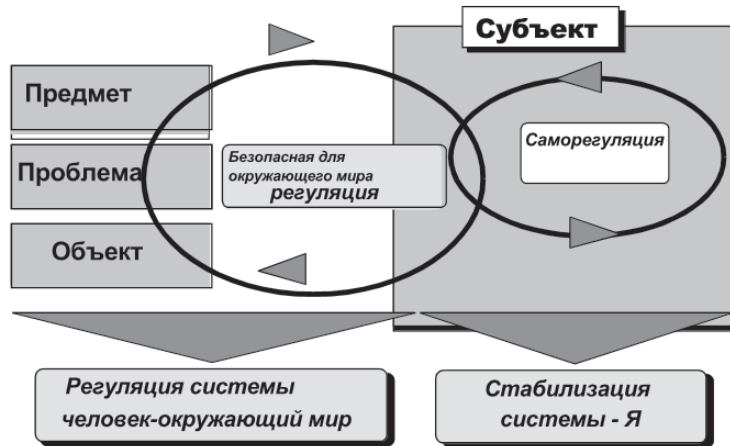 Субъект
Предмет
Проблема
Объект
Безопасная для
окружающего мира
регуляция
Саморегуляция
Регуляция системы
человек-окружающий мир
Стабилизация
системы - Я